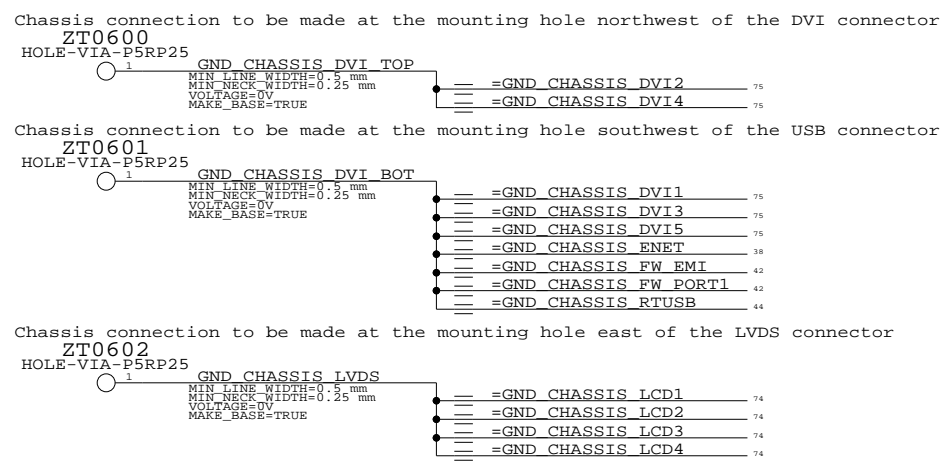 Chassis connection to be made at the mounting hole northwest of the DVI connector
ZT0600
HOLE-VIA-P5RP25
1
GND_CHASSIS_DVI_TOP
MIN_LINE_WIDTH=0.5 mm
MIN_NECK_WIDTH=0.25 mm
VOLTAGE=0V
MAKE_BASE=TRUE
=GND_CHASSIS_DVI2 75
=GND_CHASSIS_DVI4 75
Chassis connection to be made at the mounting hole southwest of the USB connector
ZT0601
HOLE-VIA-P5RP25
1
GND_CHASSIS_DVI_BOT
MIN_LINE_WIDTH=0.5 mm
MIN_NECK_WIDTH=0.25 mm
VOLTAGE=0V
MAKE_BASE=TRUE
=GND_CHASSIS_DVI1 75
=GND_CHASSIS_DVI3 75
=GND_CHASSIS_DVI5 75
=GND_CHASSIS_ENET 38
=GND_CHASSIS_FW_EMI 42
=GND_CHASSIS_FW_PORT1 42
=GND_CHASSIS_RTUSB 44
Chassis connection to be made at the mounting hole east of the LVDS connector
ZT0602
HOLE-VIA-P5RP25
1
GND_CHASSIS_LVDS
MIN_LINE_WIDTH=0.5 mm
MIN_NECK_WIDTH=0.25 mm
VOLTAGE=0V
MAKE_BASE=TRUE
=GND_CHASSIS_LCD1 74
=GND_CHASSIS_LCD2 74
=GND_CHASSIS_LCD3 74
=GND_CHASSIS_LCD4 74